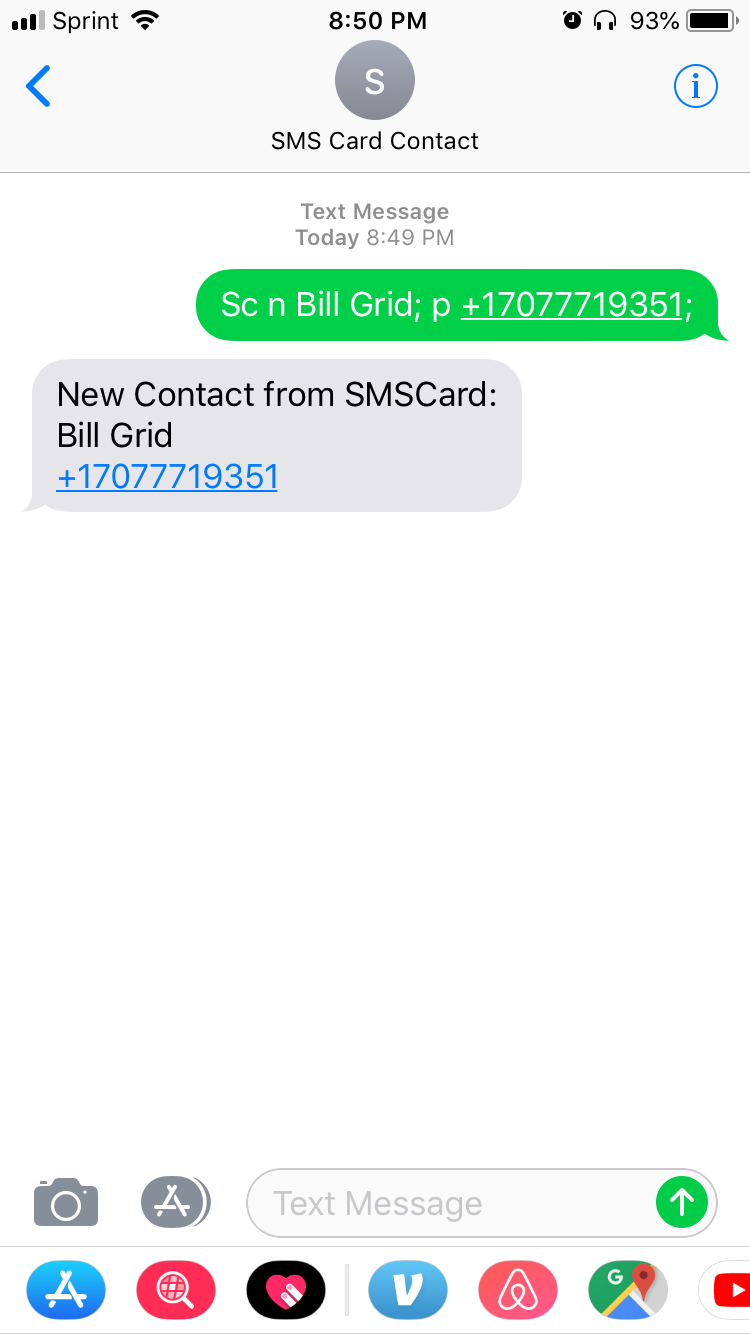 Sprint 8:50 PM 93%
S
SMS Card Contact
Text Message
Today 8:49 PM
Sc n Bill Grid; p +17077719351;
New Contact from SMSCard:
Bill Grid
+17077719351
Text Message
G